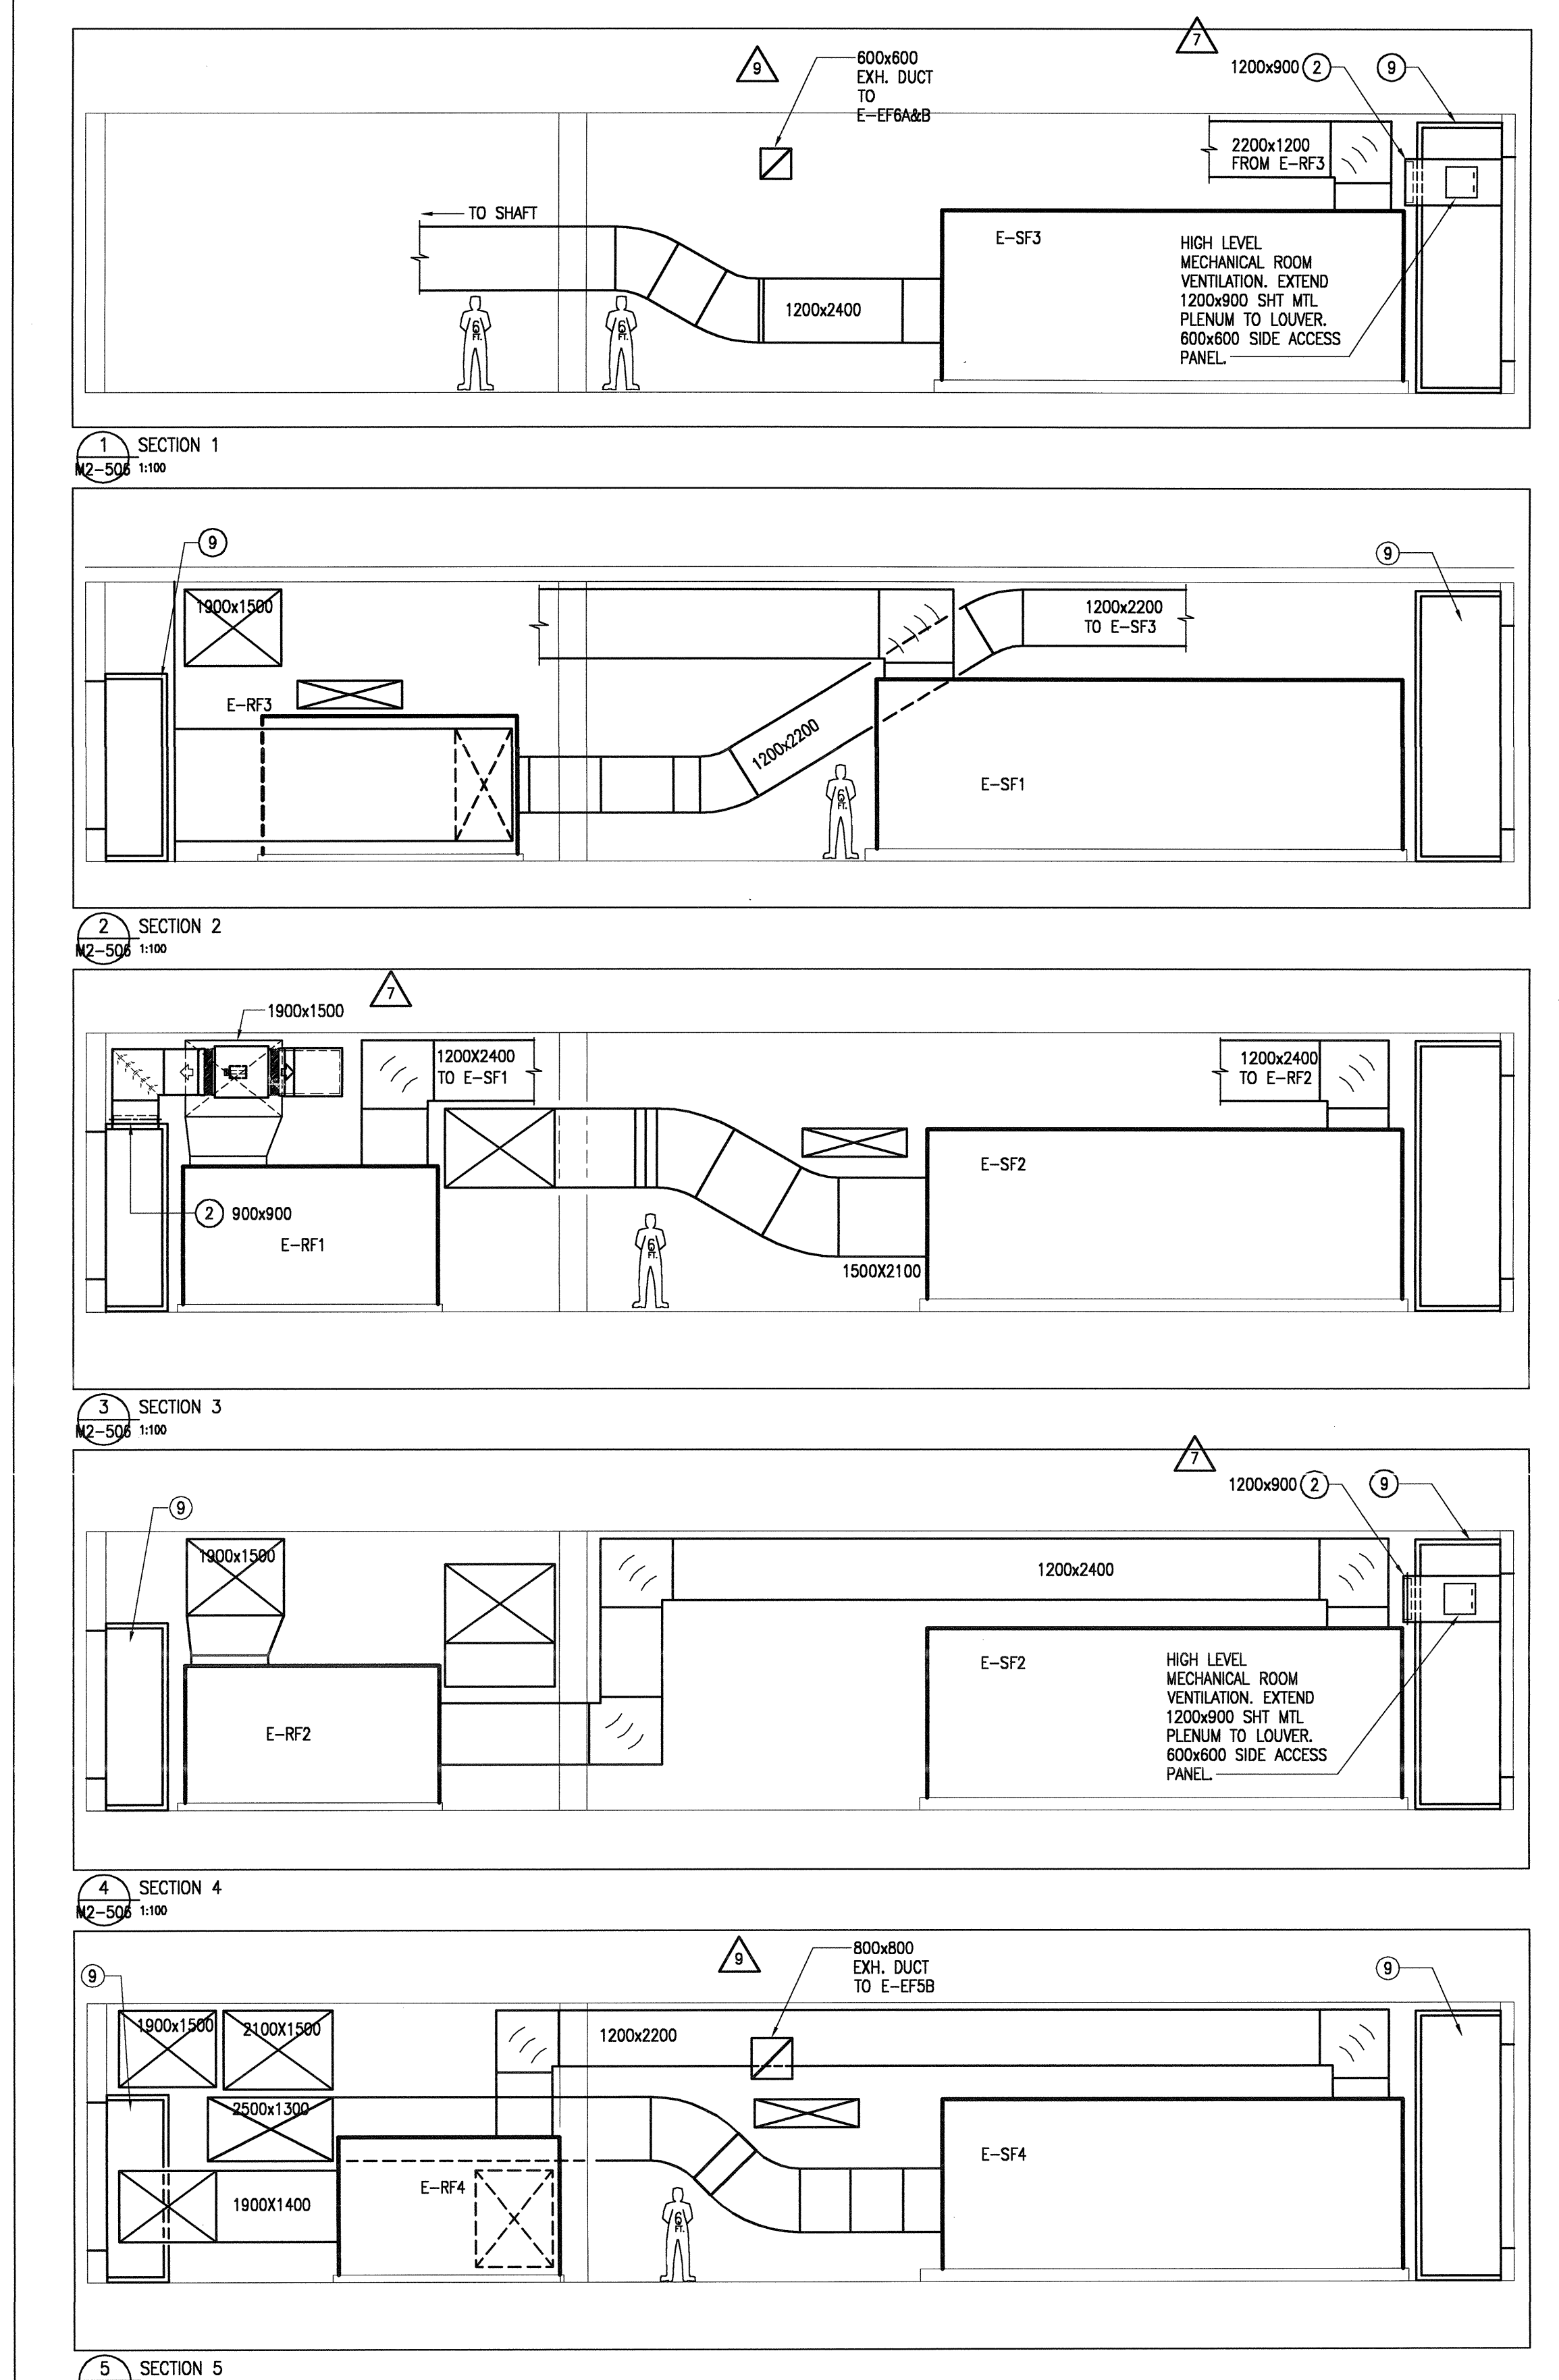 9
600x600
EXH. DUCT
TO
E-EF6A&B
7
1200x900 2
9
2200x1200
FROM E-RF3
TO SHAFT
E-SF3
1200x2400
HIGH LEVEL
MECHANICAL ROOM
VENTILATION. EXTEND
1200x900 SHT MTL
PLENUM TO LOUVER.
600x600 SIDE ACCESS
PANEL.
6
FT.
6
FT.
1 SECTION 1
M2-506 1:100
9
9
1900x1500
1200x2200
TO E-SF3
E-RF3
1200x2200
E-SF1
6
FT.
2 SECTION 2
M2-506 1:100
7
1900x1500
1200X2400
TO E-SF1
1200x2400
TO E-RF2
E-SF2
2 900x900
E-RF1
6
FT.
1500X2100
3 SECTION 3
M2-506 1:100
7
1200x900 2
9
9
1900x1500
1200x2400
E-SF2
E-RF2
HIGH LEVEL
MECHANICAL ROOM
VENTILATION. EXTEND
1200x900 SHT MTL
PLENUM TO LOUVER.
600x600 SIDE ACCESS
PANEL.
4 SECTION 4
M2-506 1:100
9
9
800x800
EXH. DUCT
TO E-EF5B
9
1900x1500
2100X1500
1200x2200
2500x1300
E-RF4
1900X1400
E-SF4
6
FT.
5 SECTION 5